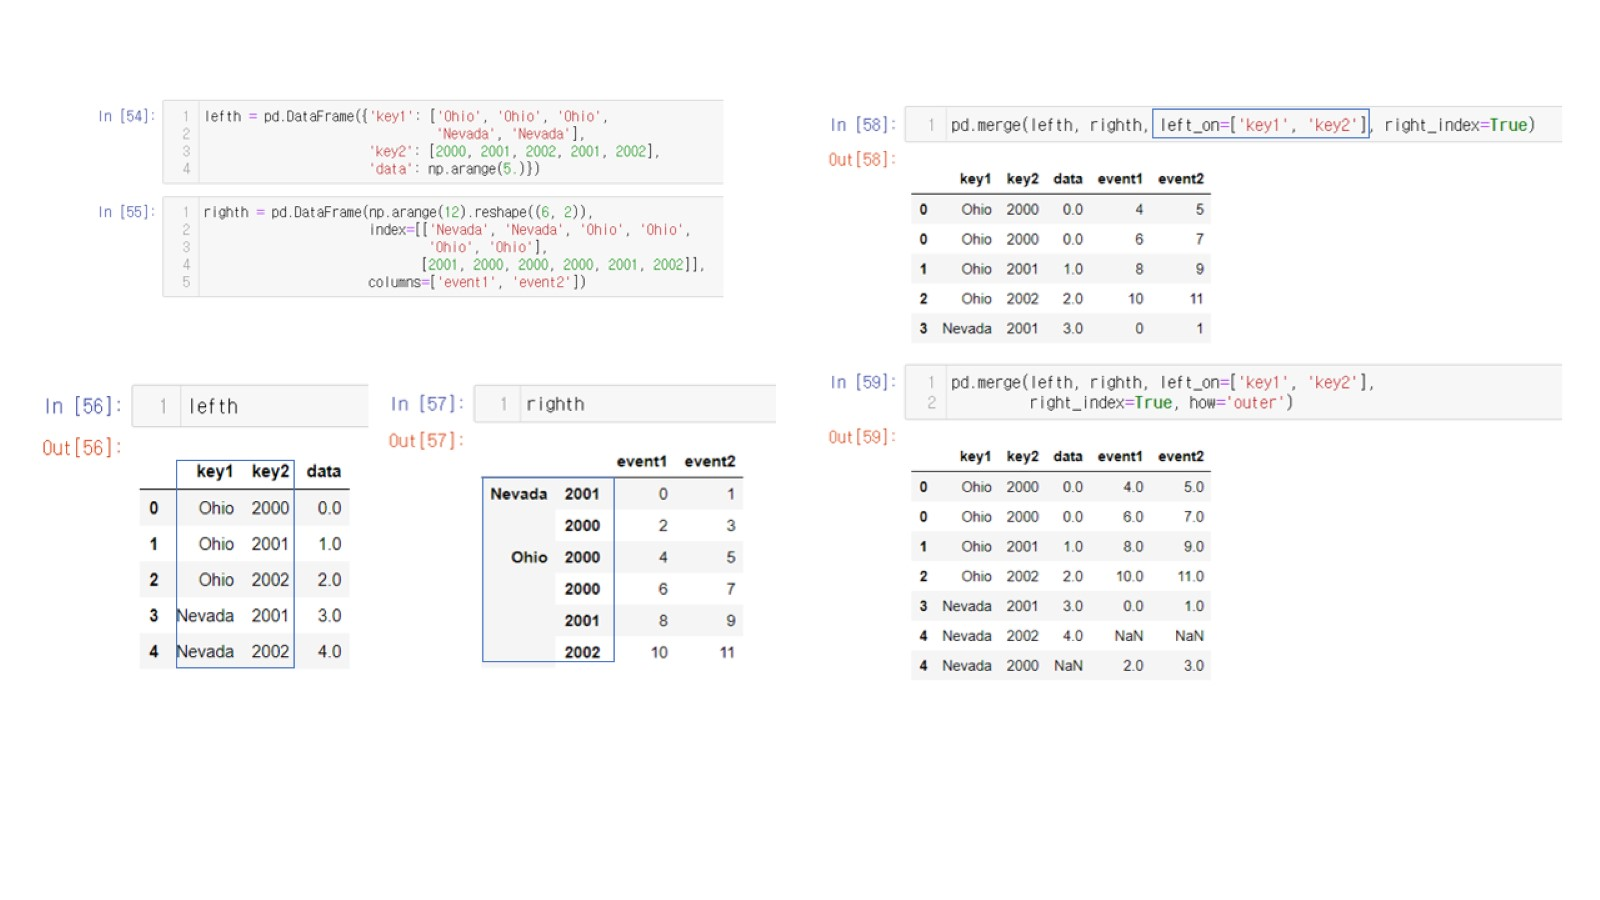 In [54]:
1 lefth = pd.DataFrame({'key1': ['Ohio', 'Ohio', 'Ohio',
2 'Nevada', 'Nevada'],
3 'key2': [2000, 2001, 2002, 2001, 2002],
4 'data': np.arange(5.)})
In [55]:
1 righth = pd.DataFrame(np.arange(12).reshape((6, 2)),
2 index=[['Nevada', 'Nevada', 'Ohio', 'Ohio',
3 'Ohio', 'Ohio'],
4 [2001, 2000, 2000, 2000, 2001, 2002]],
5 columns=['event1', 'event2'])
In [56]:
1 lefth
Out[56]:
key1 key2 data
0 Ohio 2000 0.0
1 Ohio 2001 1.0
2 Ohio 2002 2.0
3 Nevada 2001 3.0
4 Nevada 2002 4.0
In [57]:
1 righth
Out[57]:
event1 event2
Nevada 2001 0 1
2000 2 3
Ohio 2000 4 5
2000 6 7
2001 8 9
2002 10 11
In [58]:
1 pd.merge(lefth, righth, left_on=['key1', 'key2'], right_index=True)
Out[58]:
key1 key2 data event1 event2
0 Ohio 2000 0.0 4 5
0 Ohio 2000 0.0 6 7
1 Ohio 2001 1.0 8 9
2 Ohio 2002 2.0 10 11
3 Nevada 2001 3.0 0 1
In [59]:
1 pd.merge(lefth, righth, left_on=['key1', 'key2'],
2 right_index=True, how='outer')
Out[59]:
key1 key2 data event1 event2
0 Ohio 2000 0.0 4.0 5.0
0 Ohio 2000 0.0 6.0 7.0
1 Ohio 2001 1.0 8.0 9.0
2 Ohio 2002 2.0 10.0 11.0
3 Nevada 2001 3.0 0.0 1.0
4 Nevada 2002 4.0 NaN NaN
4 Nevada 2000 NaN 2.0 3.0